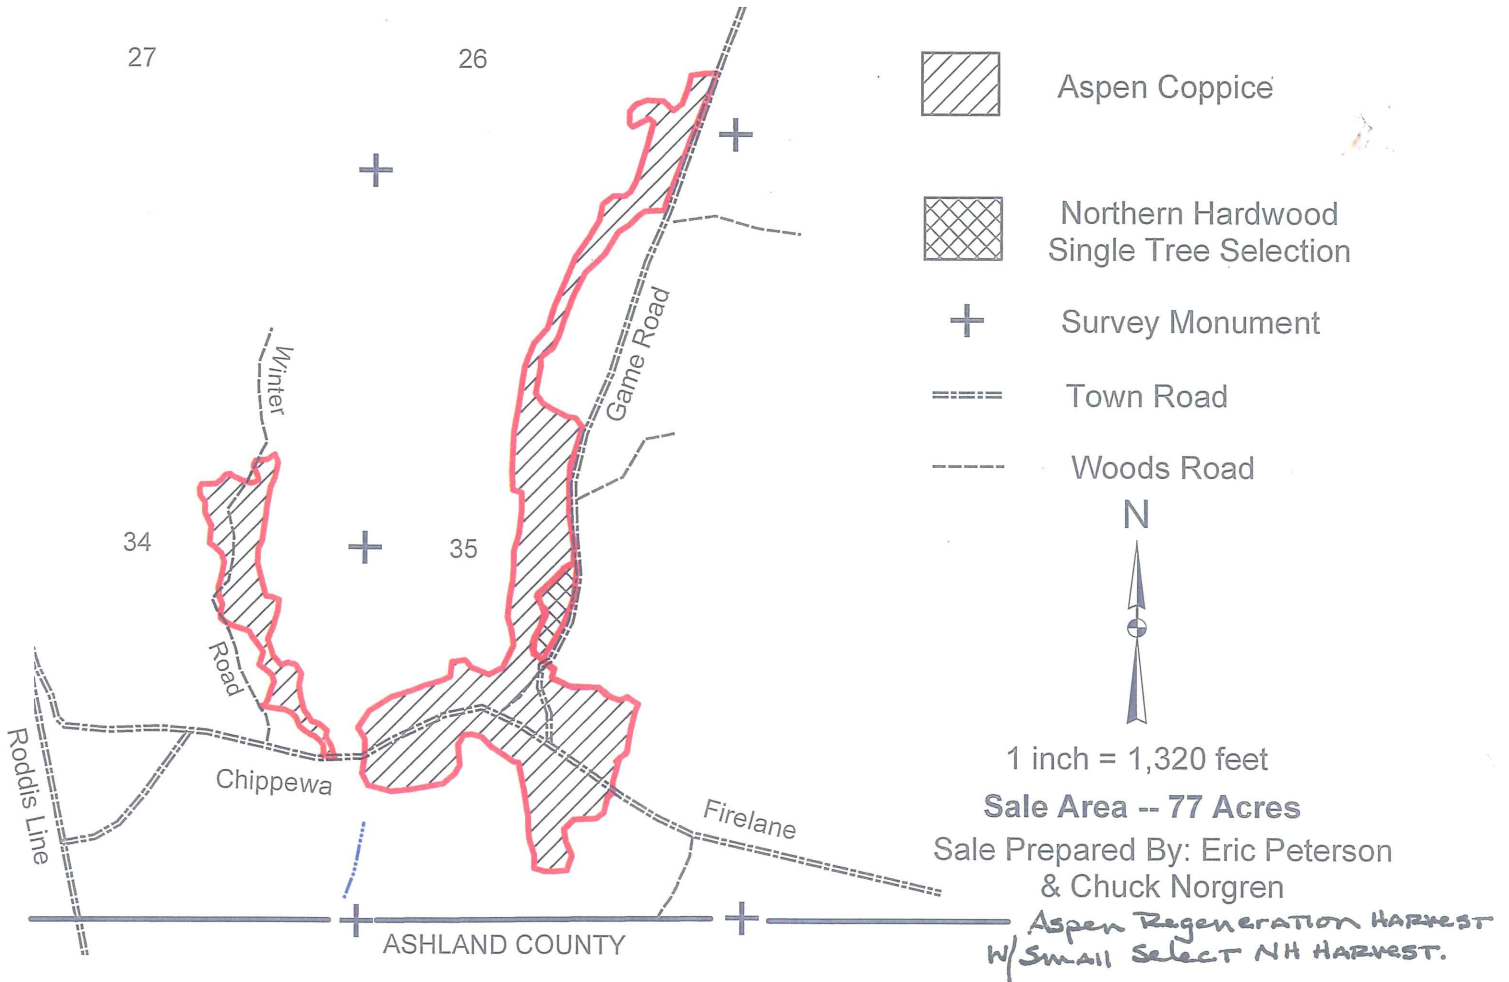 27
26
Aspen Coppice
Northern Hardwood
Single Tree Selection
Survey Monument
Game Road
Winter
Town Road
Woods Road
N
34
35
Road
1 inch = 1,320 feet
Roddis Line
Chippewa
Firelane
Sale Area -- 77 Acres
Sale Prepared By: Eric Peterson
& Chuck Norgren
ASHLAND COUNTY
Aspen Regeneration HARVEST
W/ Small Select NH HARVEST.